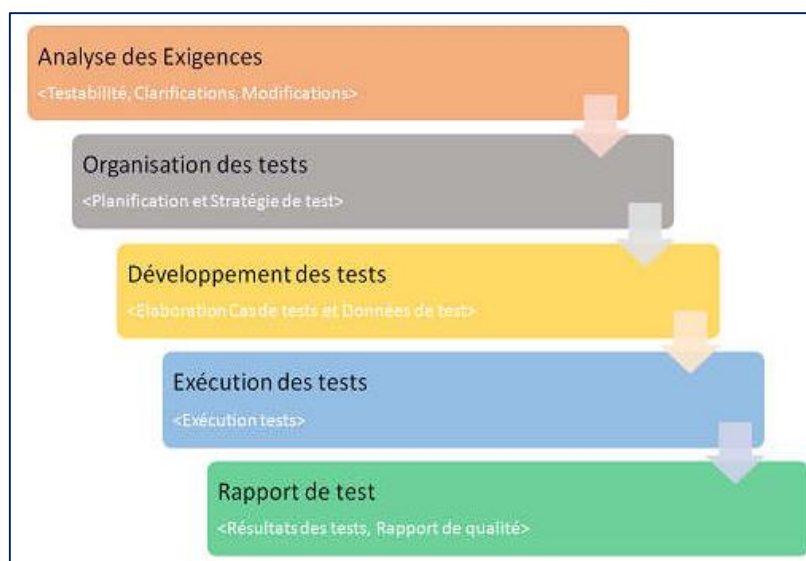 Analyse des Exigences
<Testabilité, Clarifications, Modifications>
Organisation des tests
<Planification et Stratégie de test>
Développement des tests
<Elaboration Cas de tests et Données de test>
Exécution des tests
<Exécution tests>
Rapport de test
<Résultats des tests, Rapport de qualité>